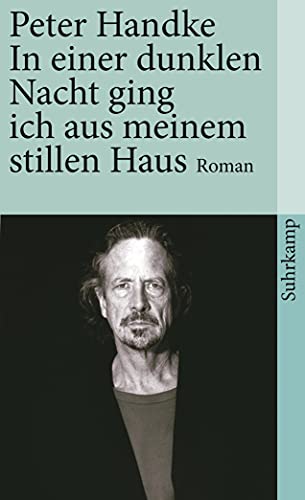 Peter Handke
In einer dunklen
Nacht ging
ich aus meinem
stillen Haus Roman
Suhrkamp